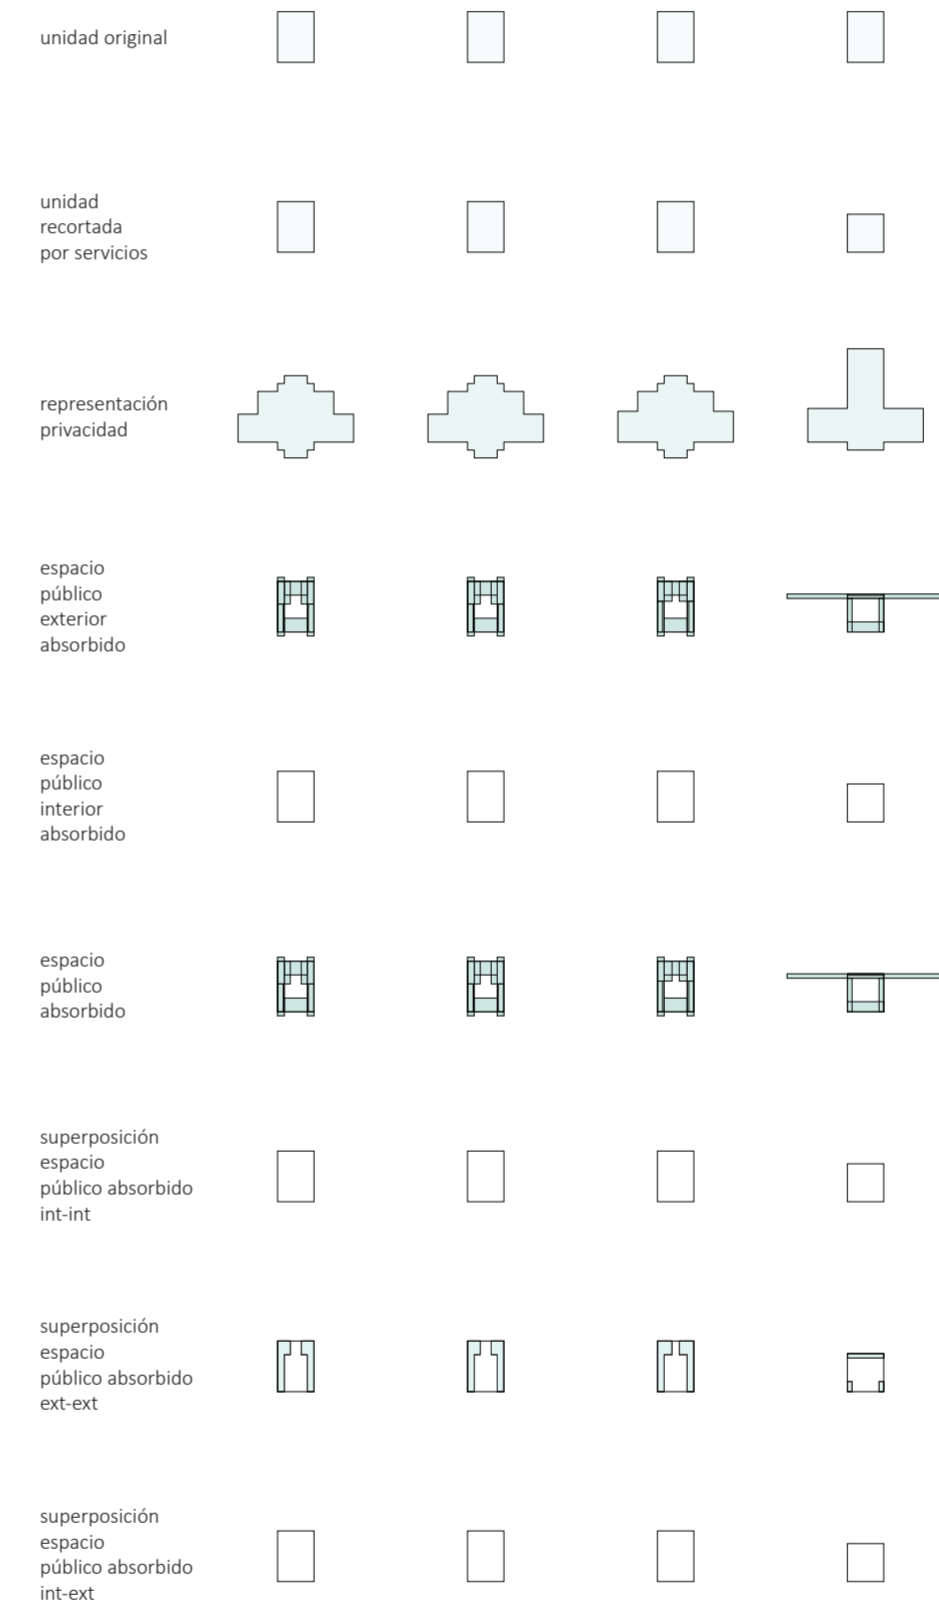 unidad original
unidad
recortada
por servicios
representación
privacidad
espacio
público
exterior
absorbido
espacio
público
interior
absorbido
espacio
público
absorbido
superposición
espacio
público absorbido
int-int
superposición
espacio
público absorbido
ext-ext
superposición
espacio
público absorbido
int-ext